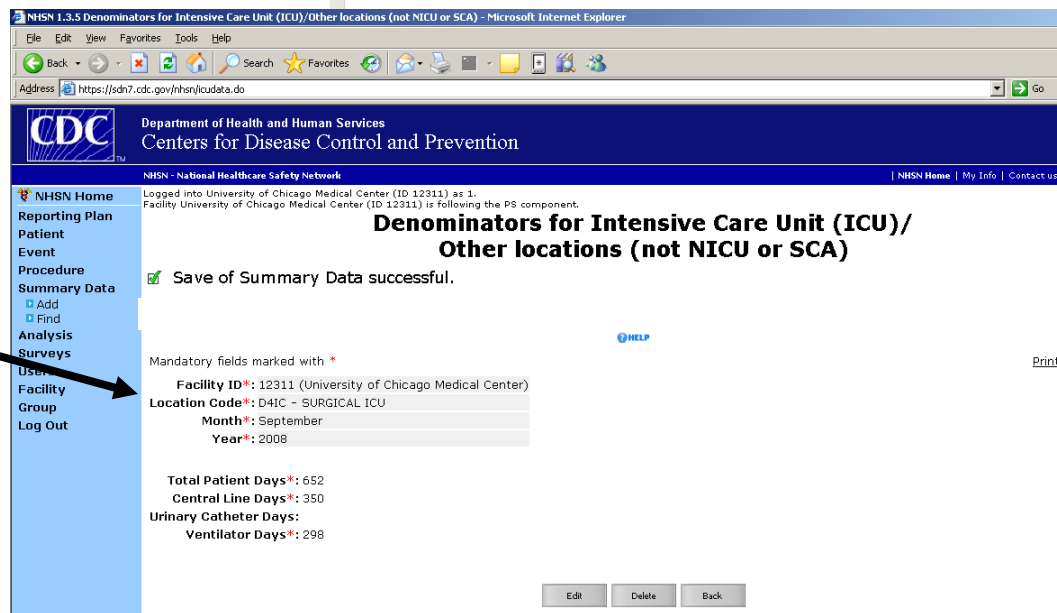 NHSN 1.3.5 Denominators for Intensive Care Unit (ICU)/Other locations (not NICU or SCA) - Microsoft Internet Explorer
File Edit View Favorites Tools Help
Back Search Favorites
Address https://sdn7.cdc.gov/nhsn/icudata.do Go
CDC TM
Department of Health and Human Services
Centers for Disease Control and Prevention
NHSN - National Healthcare Safety Network | NHSN Home | My Info | Contact us
NHSN Home
Reporting Plan
Patient
Event
Procedure
Summary Data
Add
Find
Analysis
Surveys
Users
Facility
Group
Log Out
Logged into University of Chicago Medical Center (ID 12311) as 1.
Facility University of Chicago Medical Center (ID 12311) is following the PS component.
Denominators for Intensive Care Unit (ICU)/
Other locations (not NICU or SCA)
Save of Summary Data successful.
HELP
Mandatory fields marked with * Print
Facility ID*: 12311 (University of Chicago Medical Center)
Location Code*: D4IC - SURGICAL ICU
Month*: September
Year*: 2008
Total Patient Days*: 652
Central Line Days*: 350
Urinary Catheter Days:
Ventilator Days*: 298
Edit Delete Back